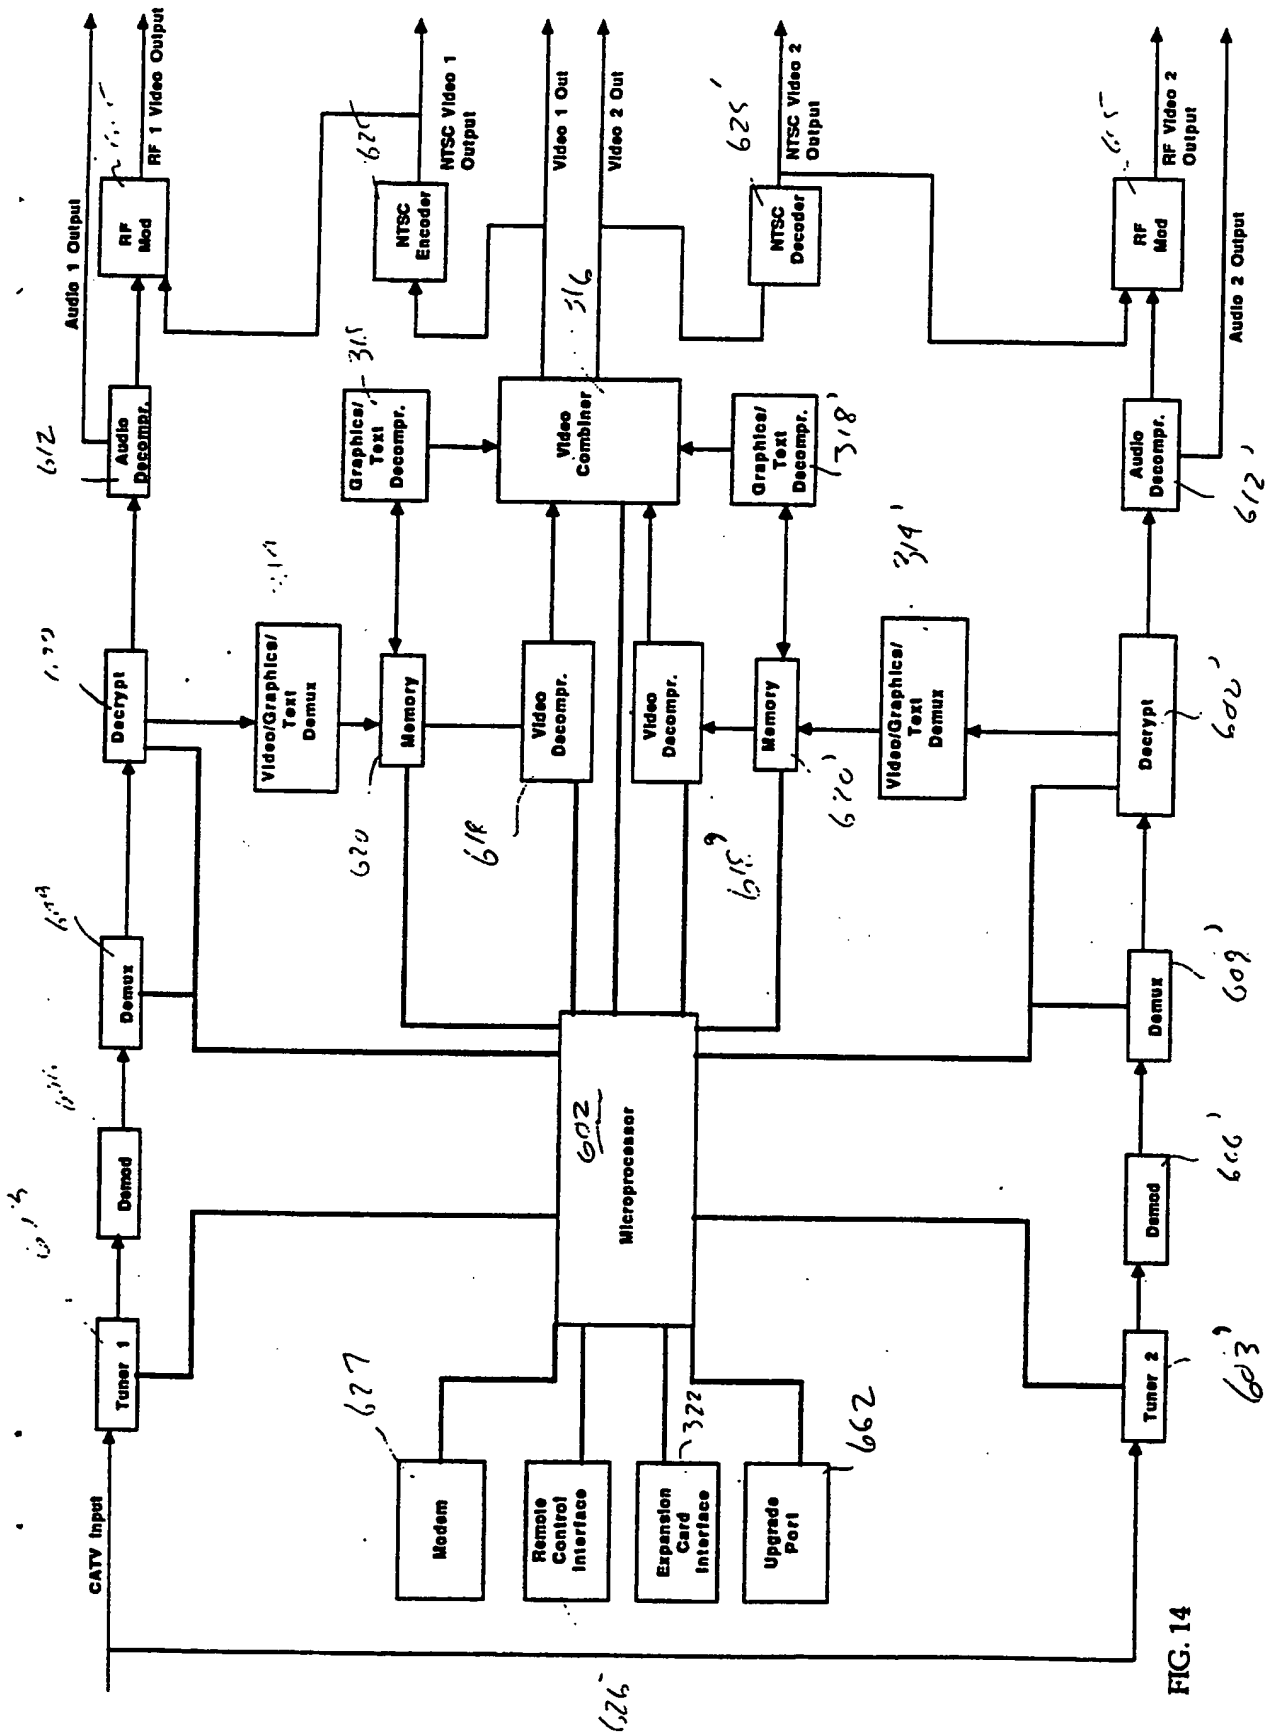 CATV Input
Tuner 1
Demod
Demux
Decrypt
Audio
Decompr.
612
Audio 1 Output
RF
Mod
RF 1 Video Output
Video/Graphics/
Text
Demux
Memory
620
Graphics/
Text
Decompr.
315
NTSC
Encoder
625
NTSC Video 1
Output
Video
Decompr.
618
Video
Combiner
316
Video 1 Out
Video 2 Out
Modem
627
Remote
Control
Interface
Expansion
Card
Interface
322
Upgrade
Port
662
Microprocessor
602
Video
Decompr.
618'
Memory
620'
Graphics/
Text
Decompr.
318'
NTSC
Decoder
625'
NTSC Video 2
Output
Video/Graphics/
Text
Demux
314'
Tuner 2
603'
Demod
606'
Demux
609'
Decrypt
602'
Audio
Decompr.
612'
RF
Mod
RF Video 2
Output
Audio 2 Output
FIG. 14